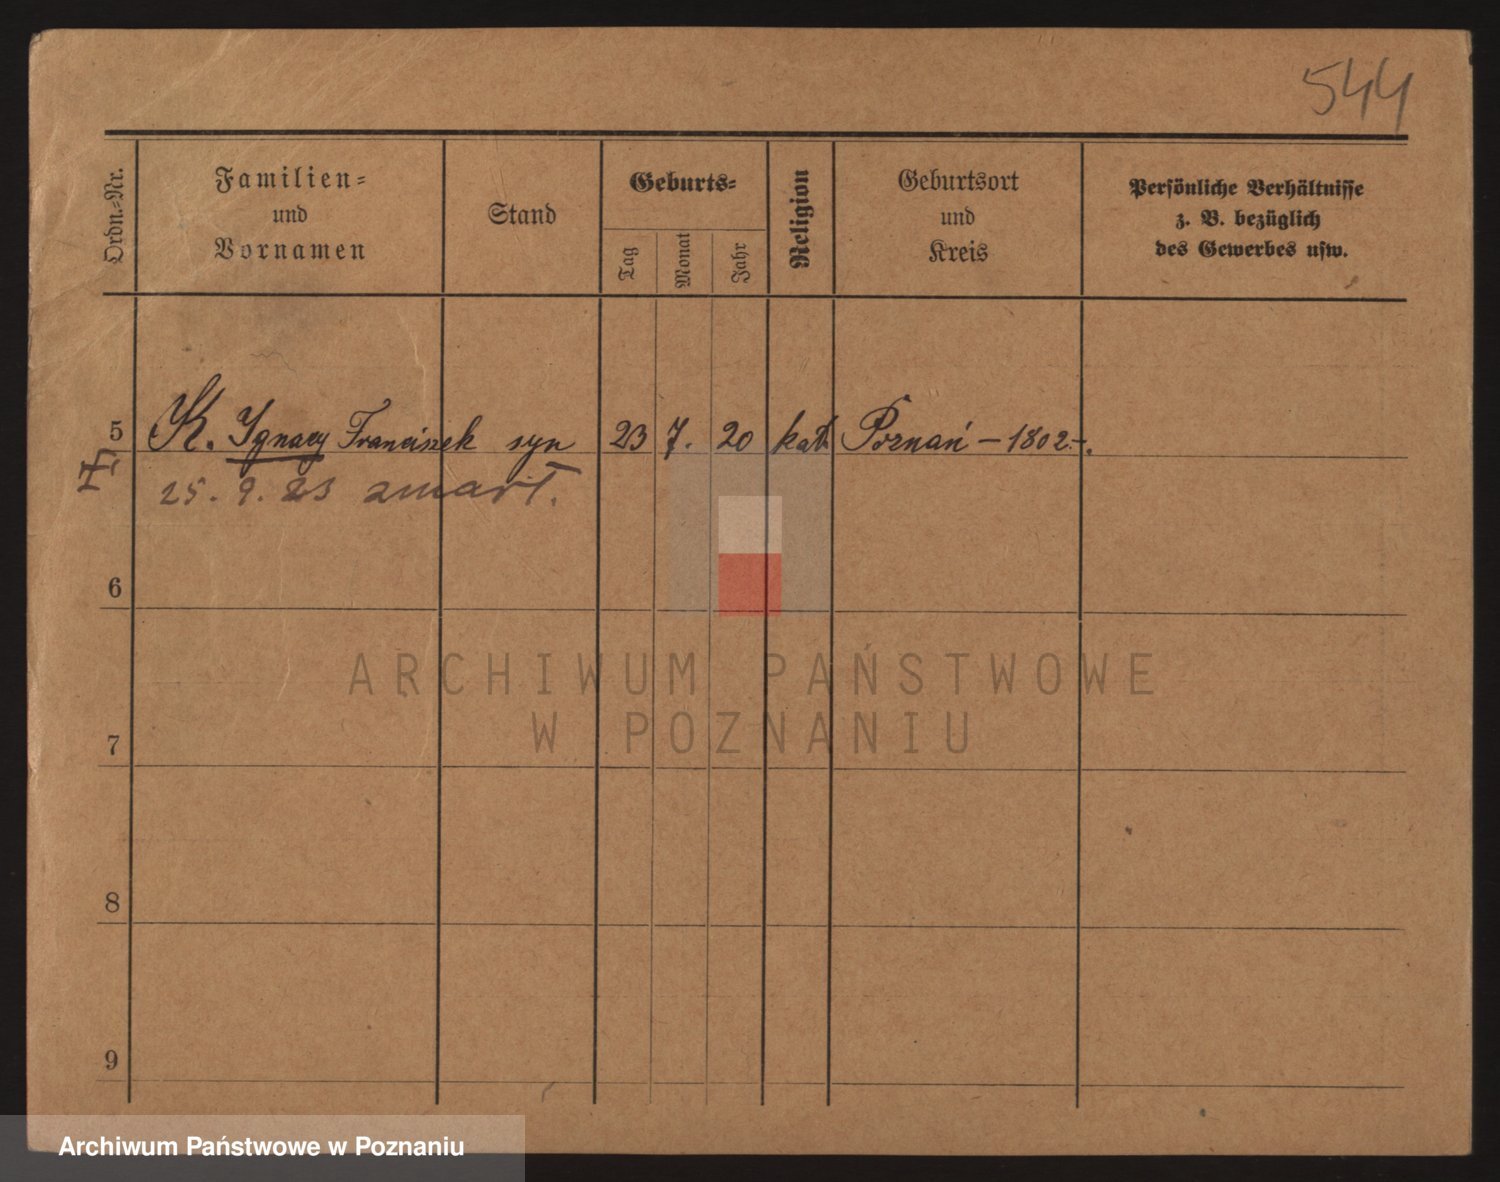 544
Ordn.-Nr.
Familien-
und
Vornamen
Stand
Geburts-
Tag
Monat
Jahr
Religion
Geburtsort
und
Kreis
Persönliche Verhältnisse
z. B. bezüglich
des Gewerbes usw.
5 K. Ignacy Franciszek syn 23 7. 20 kat. Poznań – 1802 –.
25. 9. 23 zmarł.
6
7
8
9
ARCHIWUM PAŃSTWOWE
W POZNANIU
Archiwum Państwowe w Poznaniu